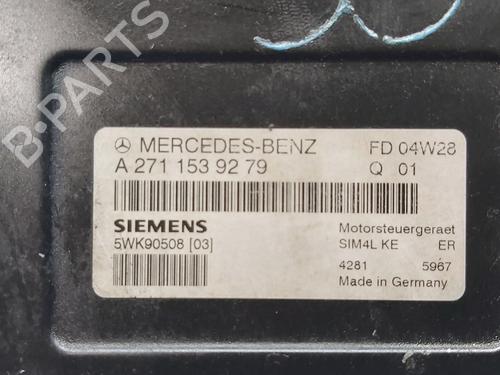 B-PARTS
MERCEDES-BENZ FD 04W28
A 271 153 92 79 Q 01
SIEMENS Motorsteuergeraet
5WK90508 [03] SIM4L KE ER
4281 5967
Made in Germany